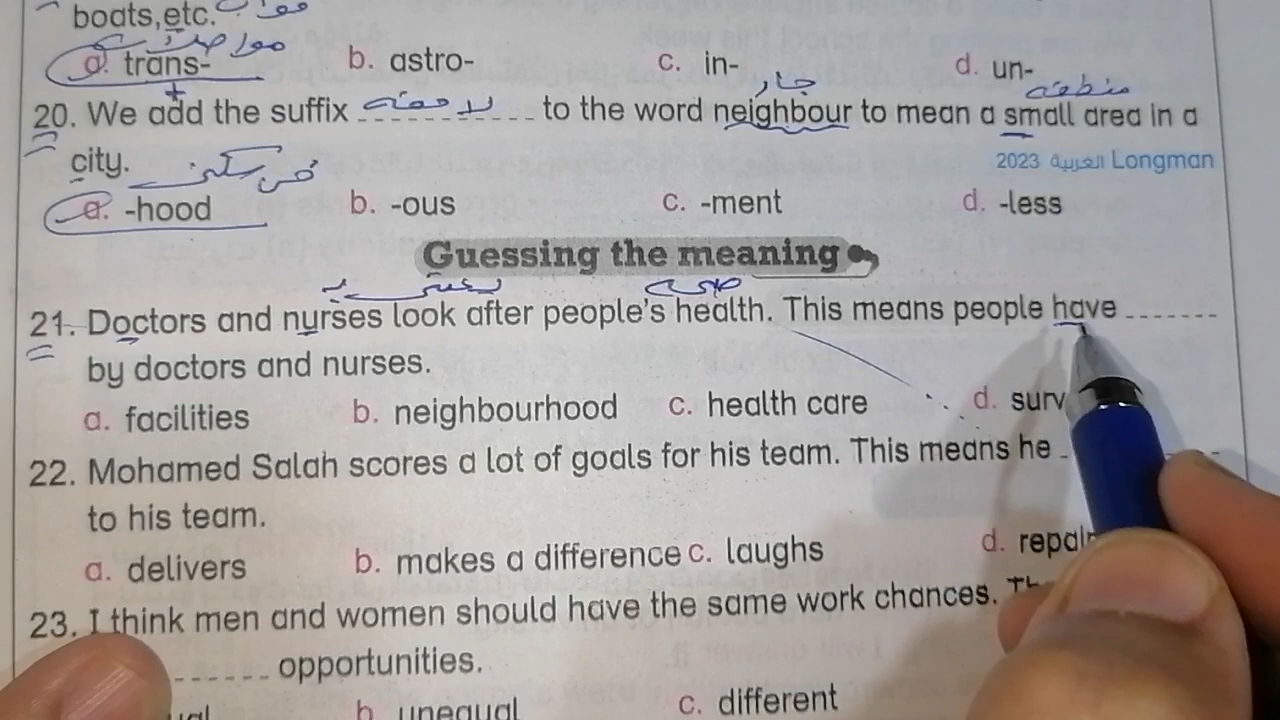 boats,etc.
a. trans- b. astro- c. in- d. un-
جار منطقة
20. We add the suffix لاحقة to the word neighbour to mean a small area in a
city. العربية Longman 2023
a. -hood b. -ous c. -ment d. -less
Guessing the meaning
صحة
21. Doctors and nurses look after people's health. This means people have
by doctors and nurses.
a. facilities b. neighbourhood c. health care d.
22. Mohamed Salah scores a lot of goals for his team. This means he
to his team.
a. delivers b. makes a difference c. laughs d.
23. I think men and women should have the same work chances.
opportunities.
b. unequal c. different